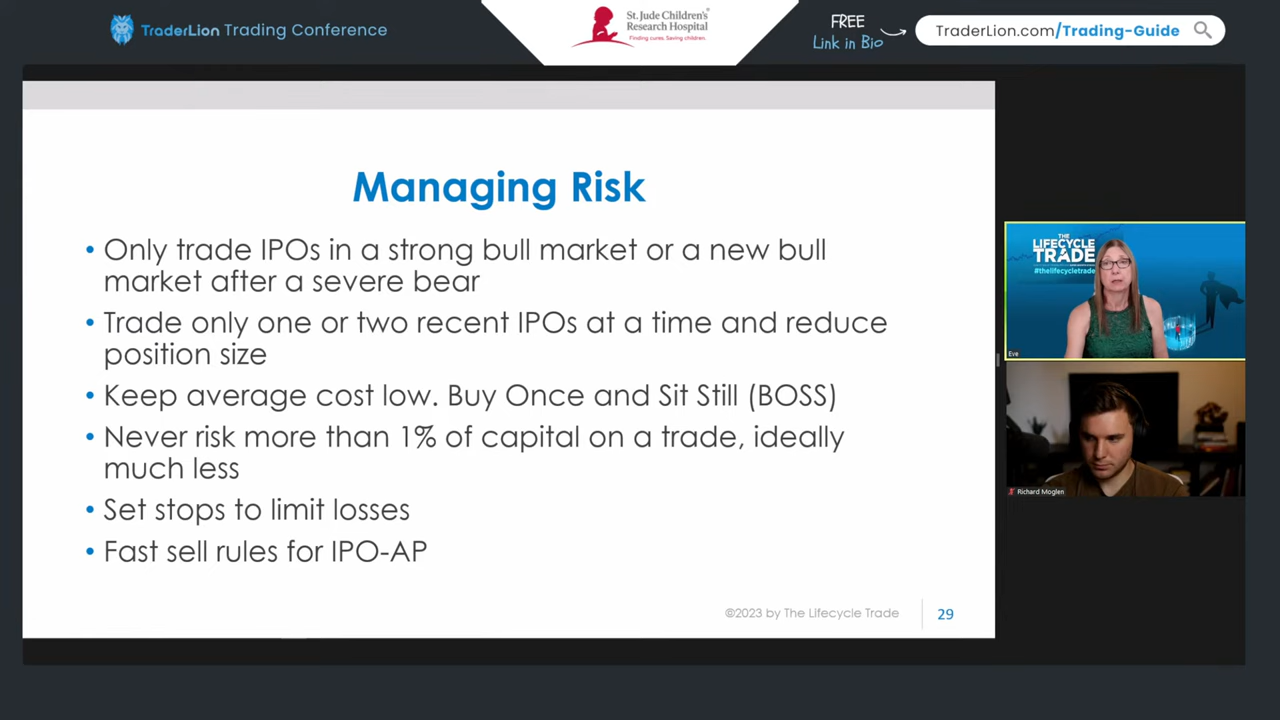 TraderLion Trading Conference
St. Jude Children's
Research Hospital
Finding cures. Saving children.
FREE
Link in Bio
TraderLion.com/Trading-Guide
Managing Risk
• Only trade IPOs in a strong bull market or a new bull
market after a severe bear
• Trade only one or two recent IPOs at a time and reduce
position size
• Keep average cost low. Buy Once and Sit Still (BOSS)
• Never risk more than 1% of capital on a trade, ideally
much less
• Set stops to limit losses
• Fast sell rules for IPO-AP
©2023 by The Lifecycle Trade
29
THE
LIFECYCLE
TRADE
#thelifecycletrade
Eve
Richard Moglen